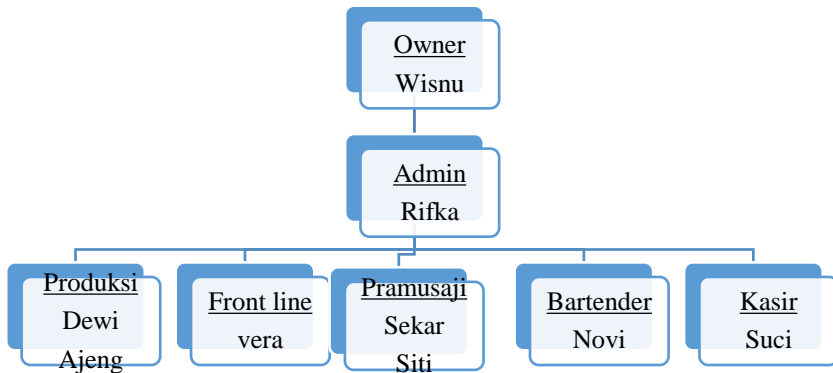 Owner
Wisnu
Admin
Rifka
Produksi
Dewi
Ajeng
Front line
vera
Pramusaji
Sekar
Siti
Bartender
Novi
Kasir
Suci